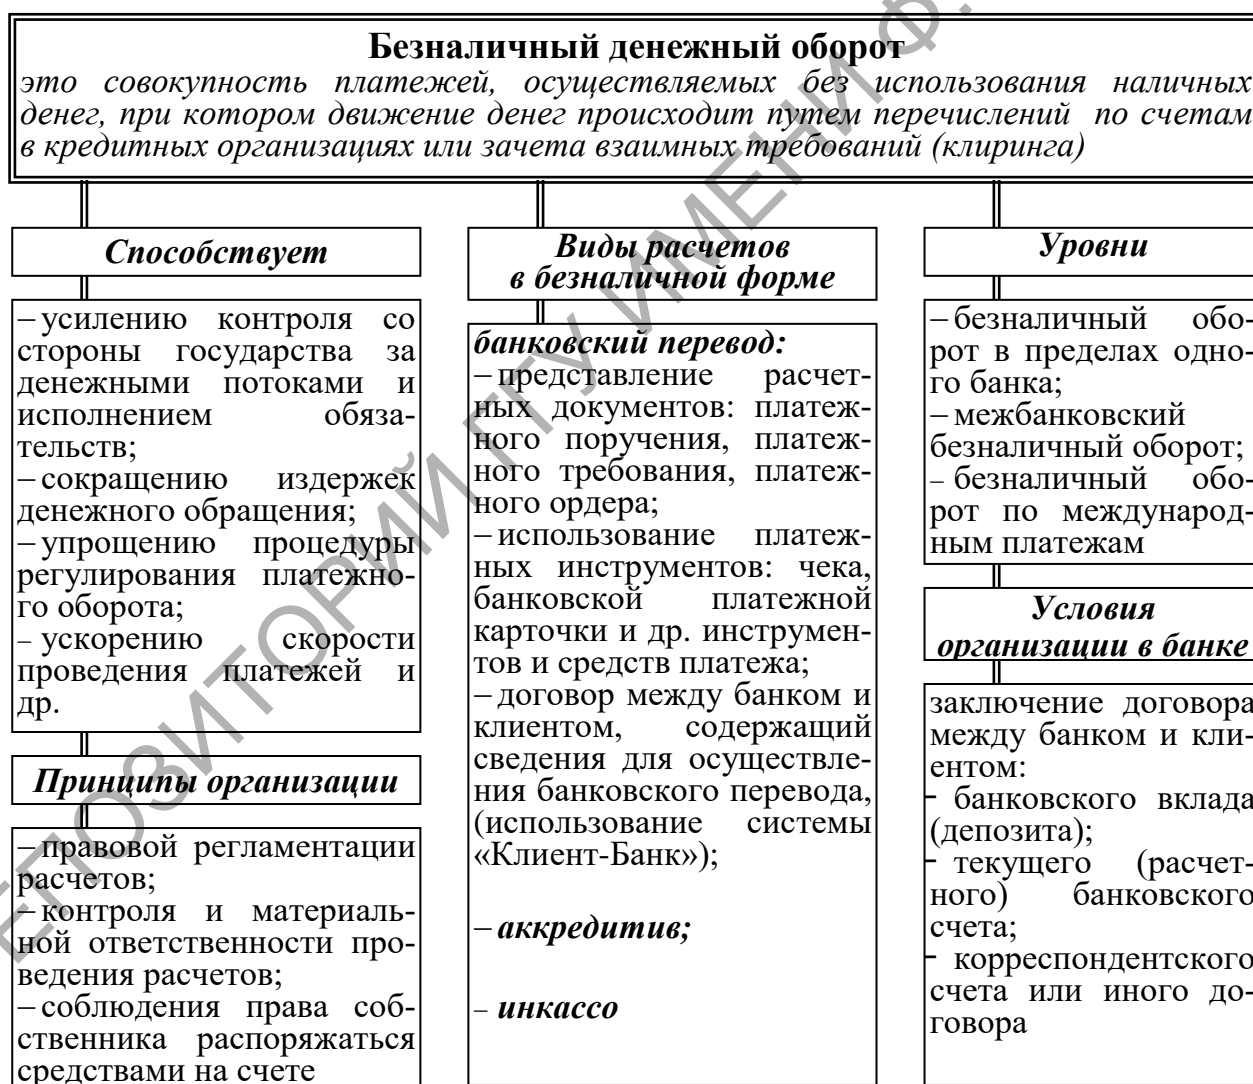 Безналичный денежный оборот
это совокупность платежей, осуществляемых без использования наличных
денег, при котором движение денег происходит путем перечислений по счетам
в кредитных организациях или зачета взаимных требований (клиринга)
Способствует
– усилению контроля со
стороны государства за
денежными потоками и
исполнением обяза-
тельств;
– сокращению издержек
денежного обращения;
– упрощению процедуры
регулирования платежно-
го оборота;
– ускорению скорости
проведения платежей и
др.
Принципы организации
– правовой регламентации
расчетов;
– контроля и материаль-
ной ответственности про-
ведения расчетов;
– соблюдения права соб-
ственника распоряжаться
средствами на счете
Виды расчетов
в безналичной форме
банковский перевод:
– представление расчет-
ных документов: платеж-
ного поручения, платеж-
ного требования, платеж-
ного ордера;
– использование платеж-
ных инструментов: чека,
банковской платежной
карточки и др. инструмен-
тов и средств платежа;
– договор между банком и
клиентом, содержащий
сведения для осуществле-
ния банковского перевода,
(использование системы
«Клиент-Банк»);
– аккредитив;
– инкассо
Уровни
– безналичный обо-
рот в пределах одно-
го банка;
– межбанковский
безналичный оборот;
– безналичный обо-
рот по международ-
ным платежам
Условия
организации в банке
заключение договора
между банком и кли-
ентом:
- банковского вклада
(депозита);
- текущего (расчет-
ного) банковского
счета;
- корреспондентского
счета или иного до-
говора
ЕПОЗИТОРИЙ ГГУ ИМЕНИ Ф.